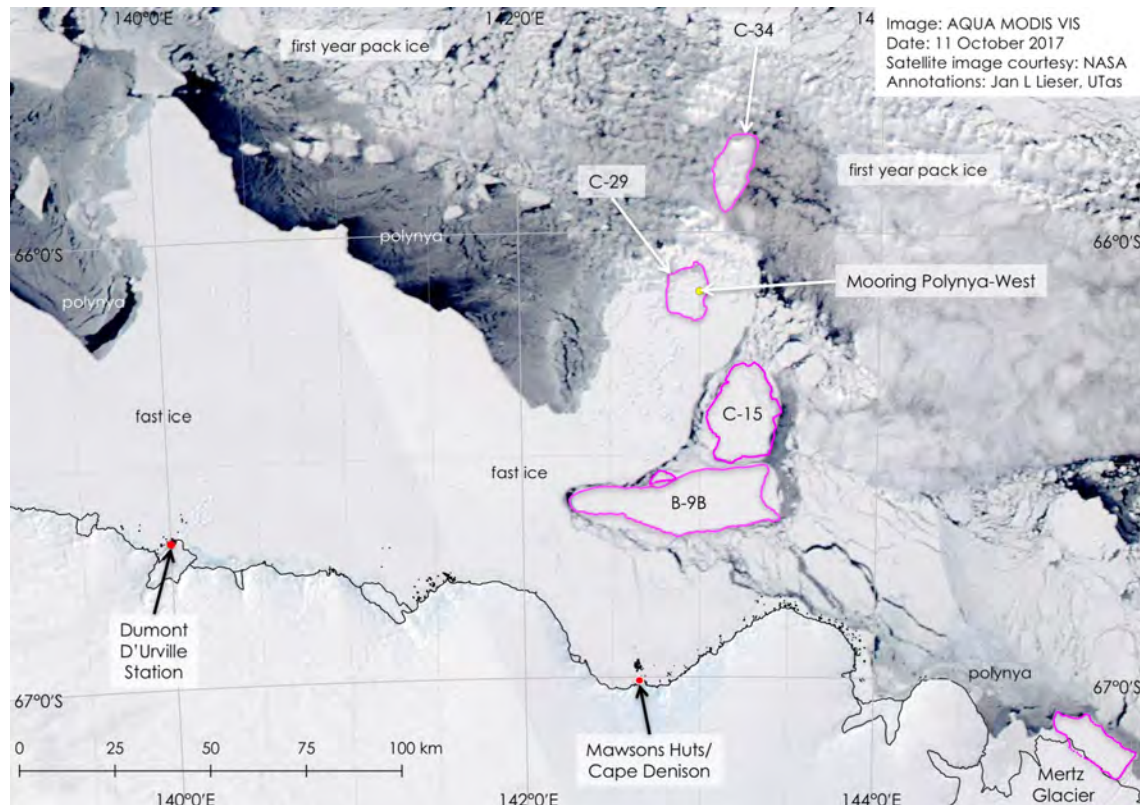 140°0'E
142°0'E
14
C-34
Image: AQUA MODIS VIS
Date: 11 October 2017
Satellite image courtesy: NASA
Annotations: Jan L Lieser, UTas
first year pack ice
first year pack ice
C-29
polynya
66°0'S
66°0'S
polynya
Mooring Polynya-West
fast ice
C-15
fast ice
B-9B
Dumont
D'Urville
Station
67°0'S
polynya
67°0'S
0 25 50 75 100 km
Mawsons Huts/
Cape Denison
Mertz
Glacier
140°0'E
142°0'E
144°0'E